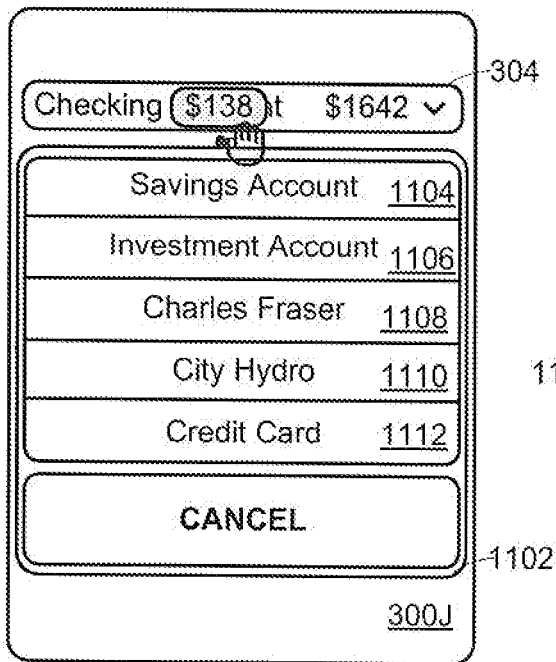 304
Checking $138 t $1642
Savings Account 1104
Investment Account 1106
Charles Fraser 1108
City Hydro 1110
11
Credit Card 1112
CANCEL
1102
300J